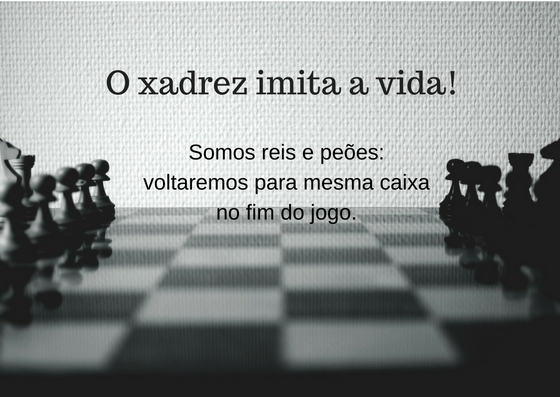 O xadrez imita a vida!
Somos reis e peões:
voltaremos para mesma caixa
no fim do jogo.